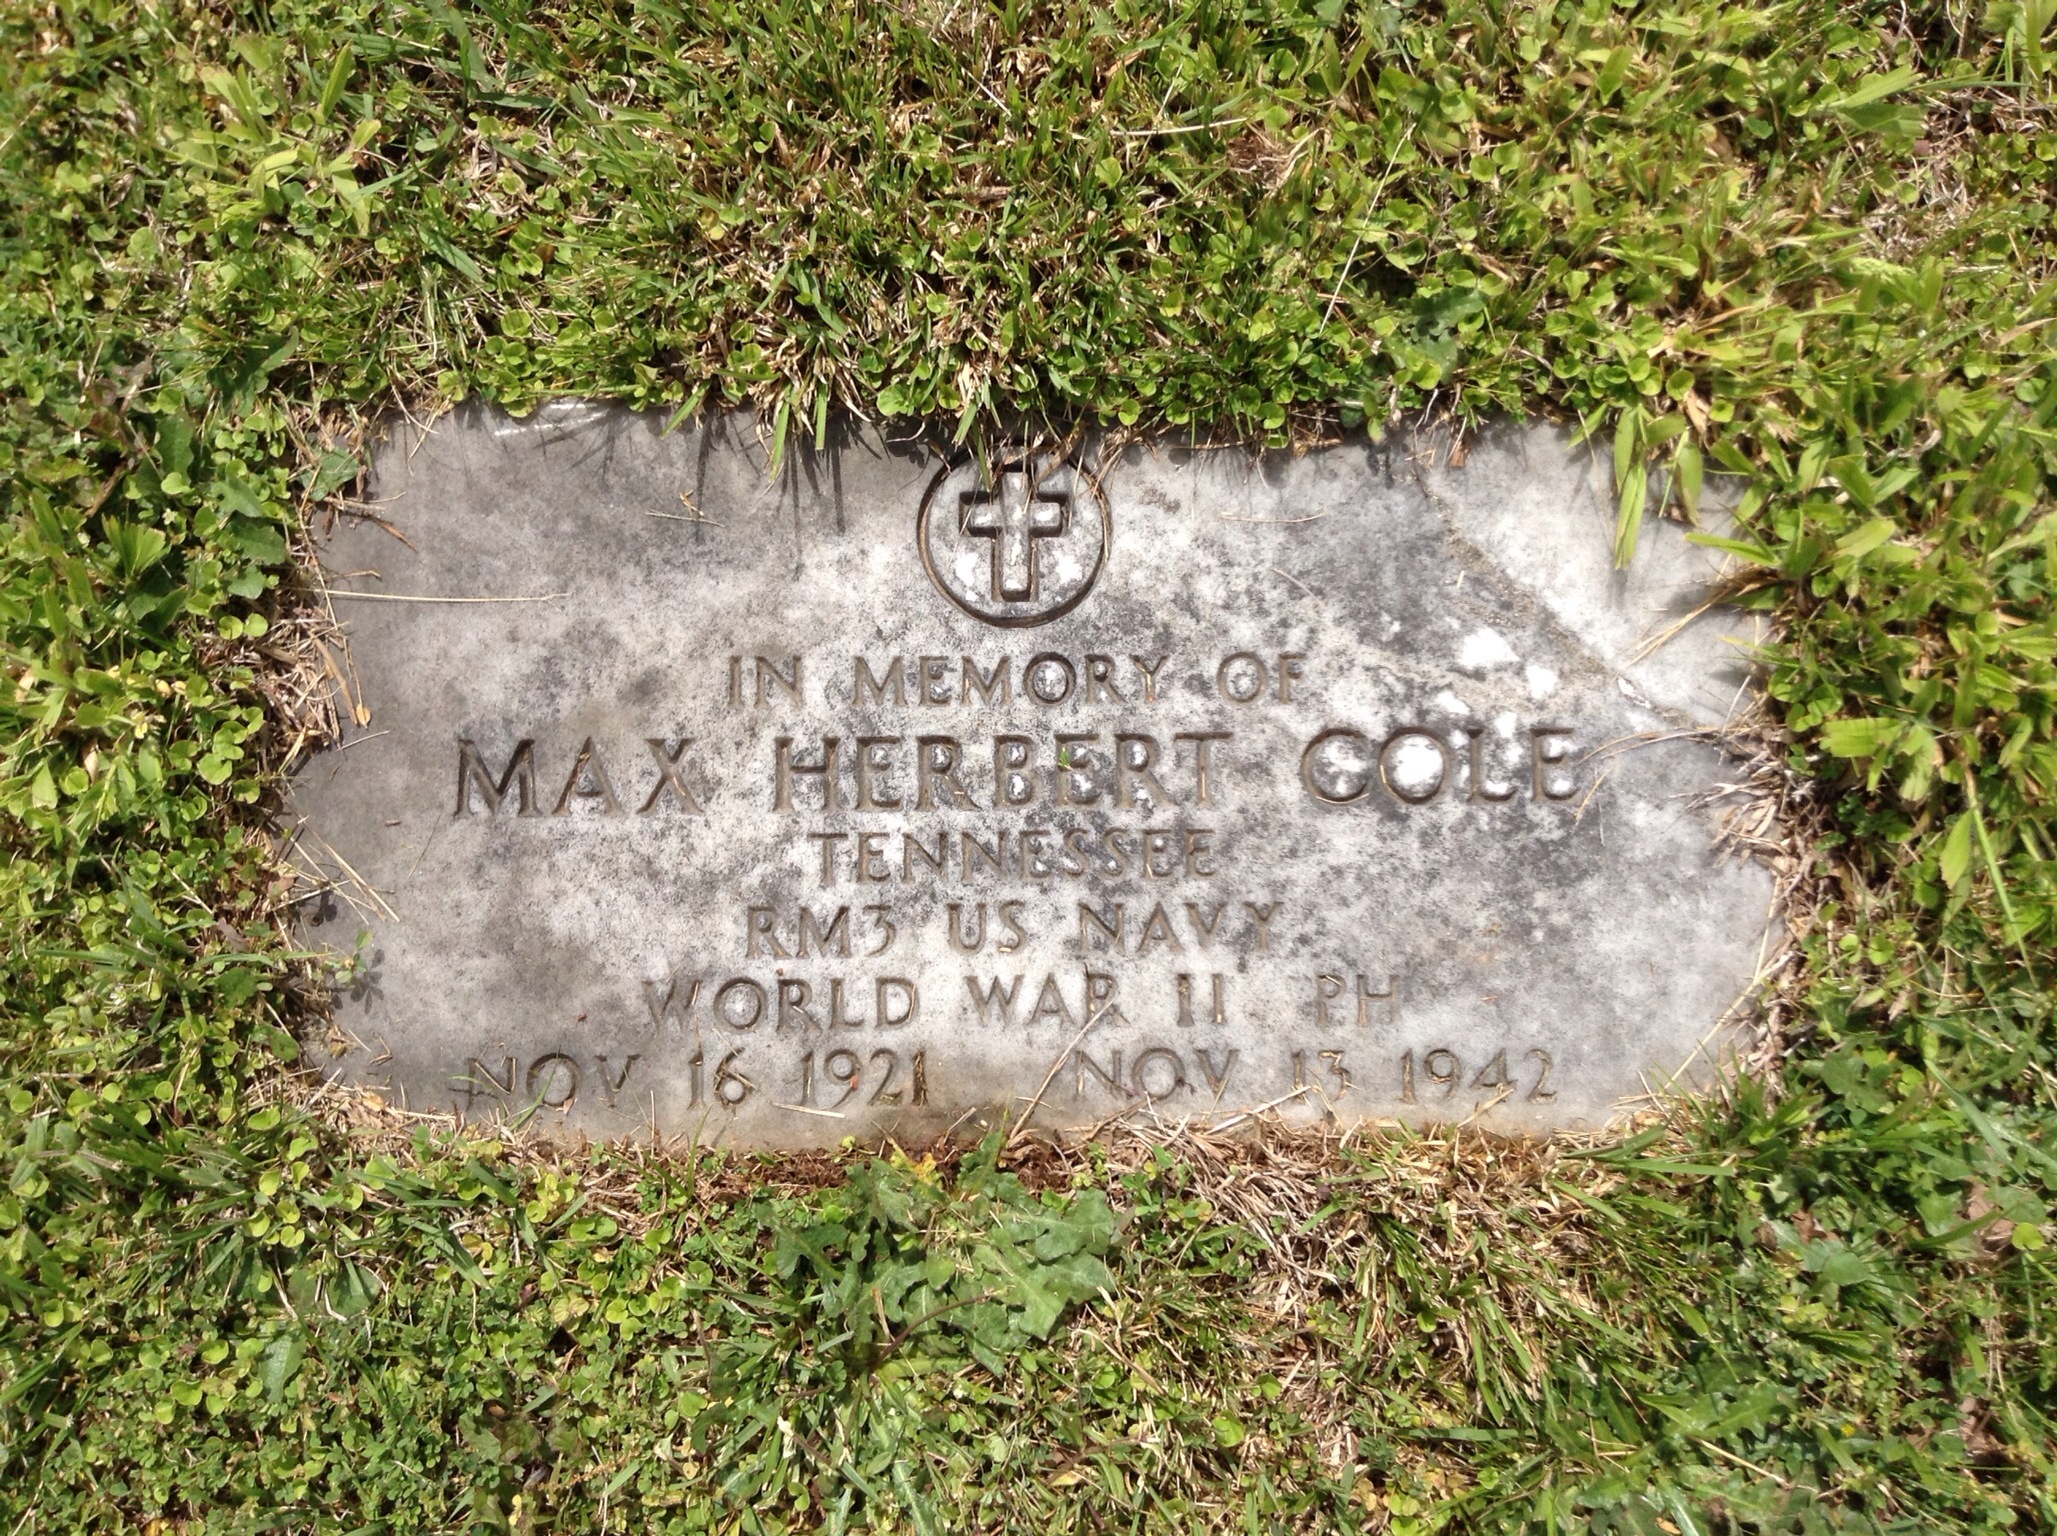 IN MEMORY OF
MAX HERBERT COLE
TENNESSEE
RM3 US NAVY
WORLD WAR II PH
NOV 16 1921 NOV 13 1942